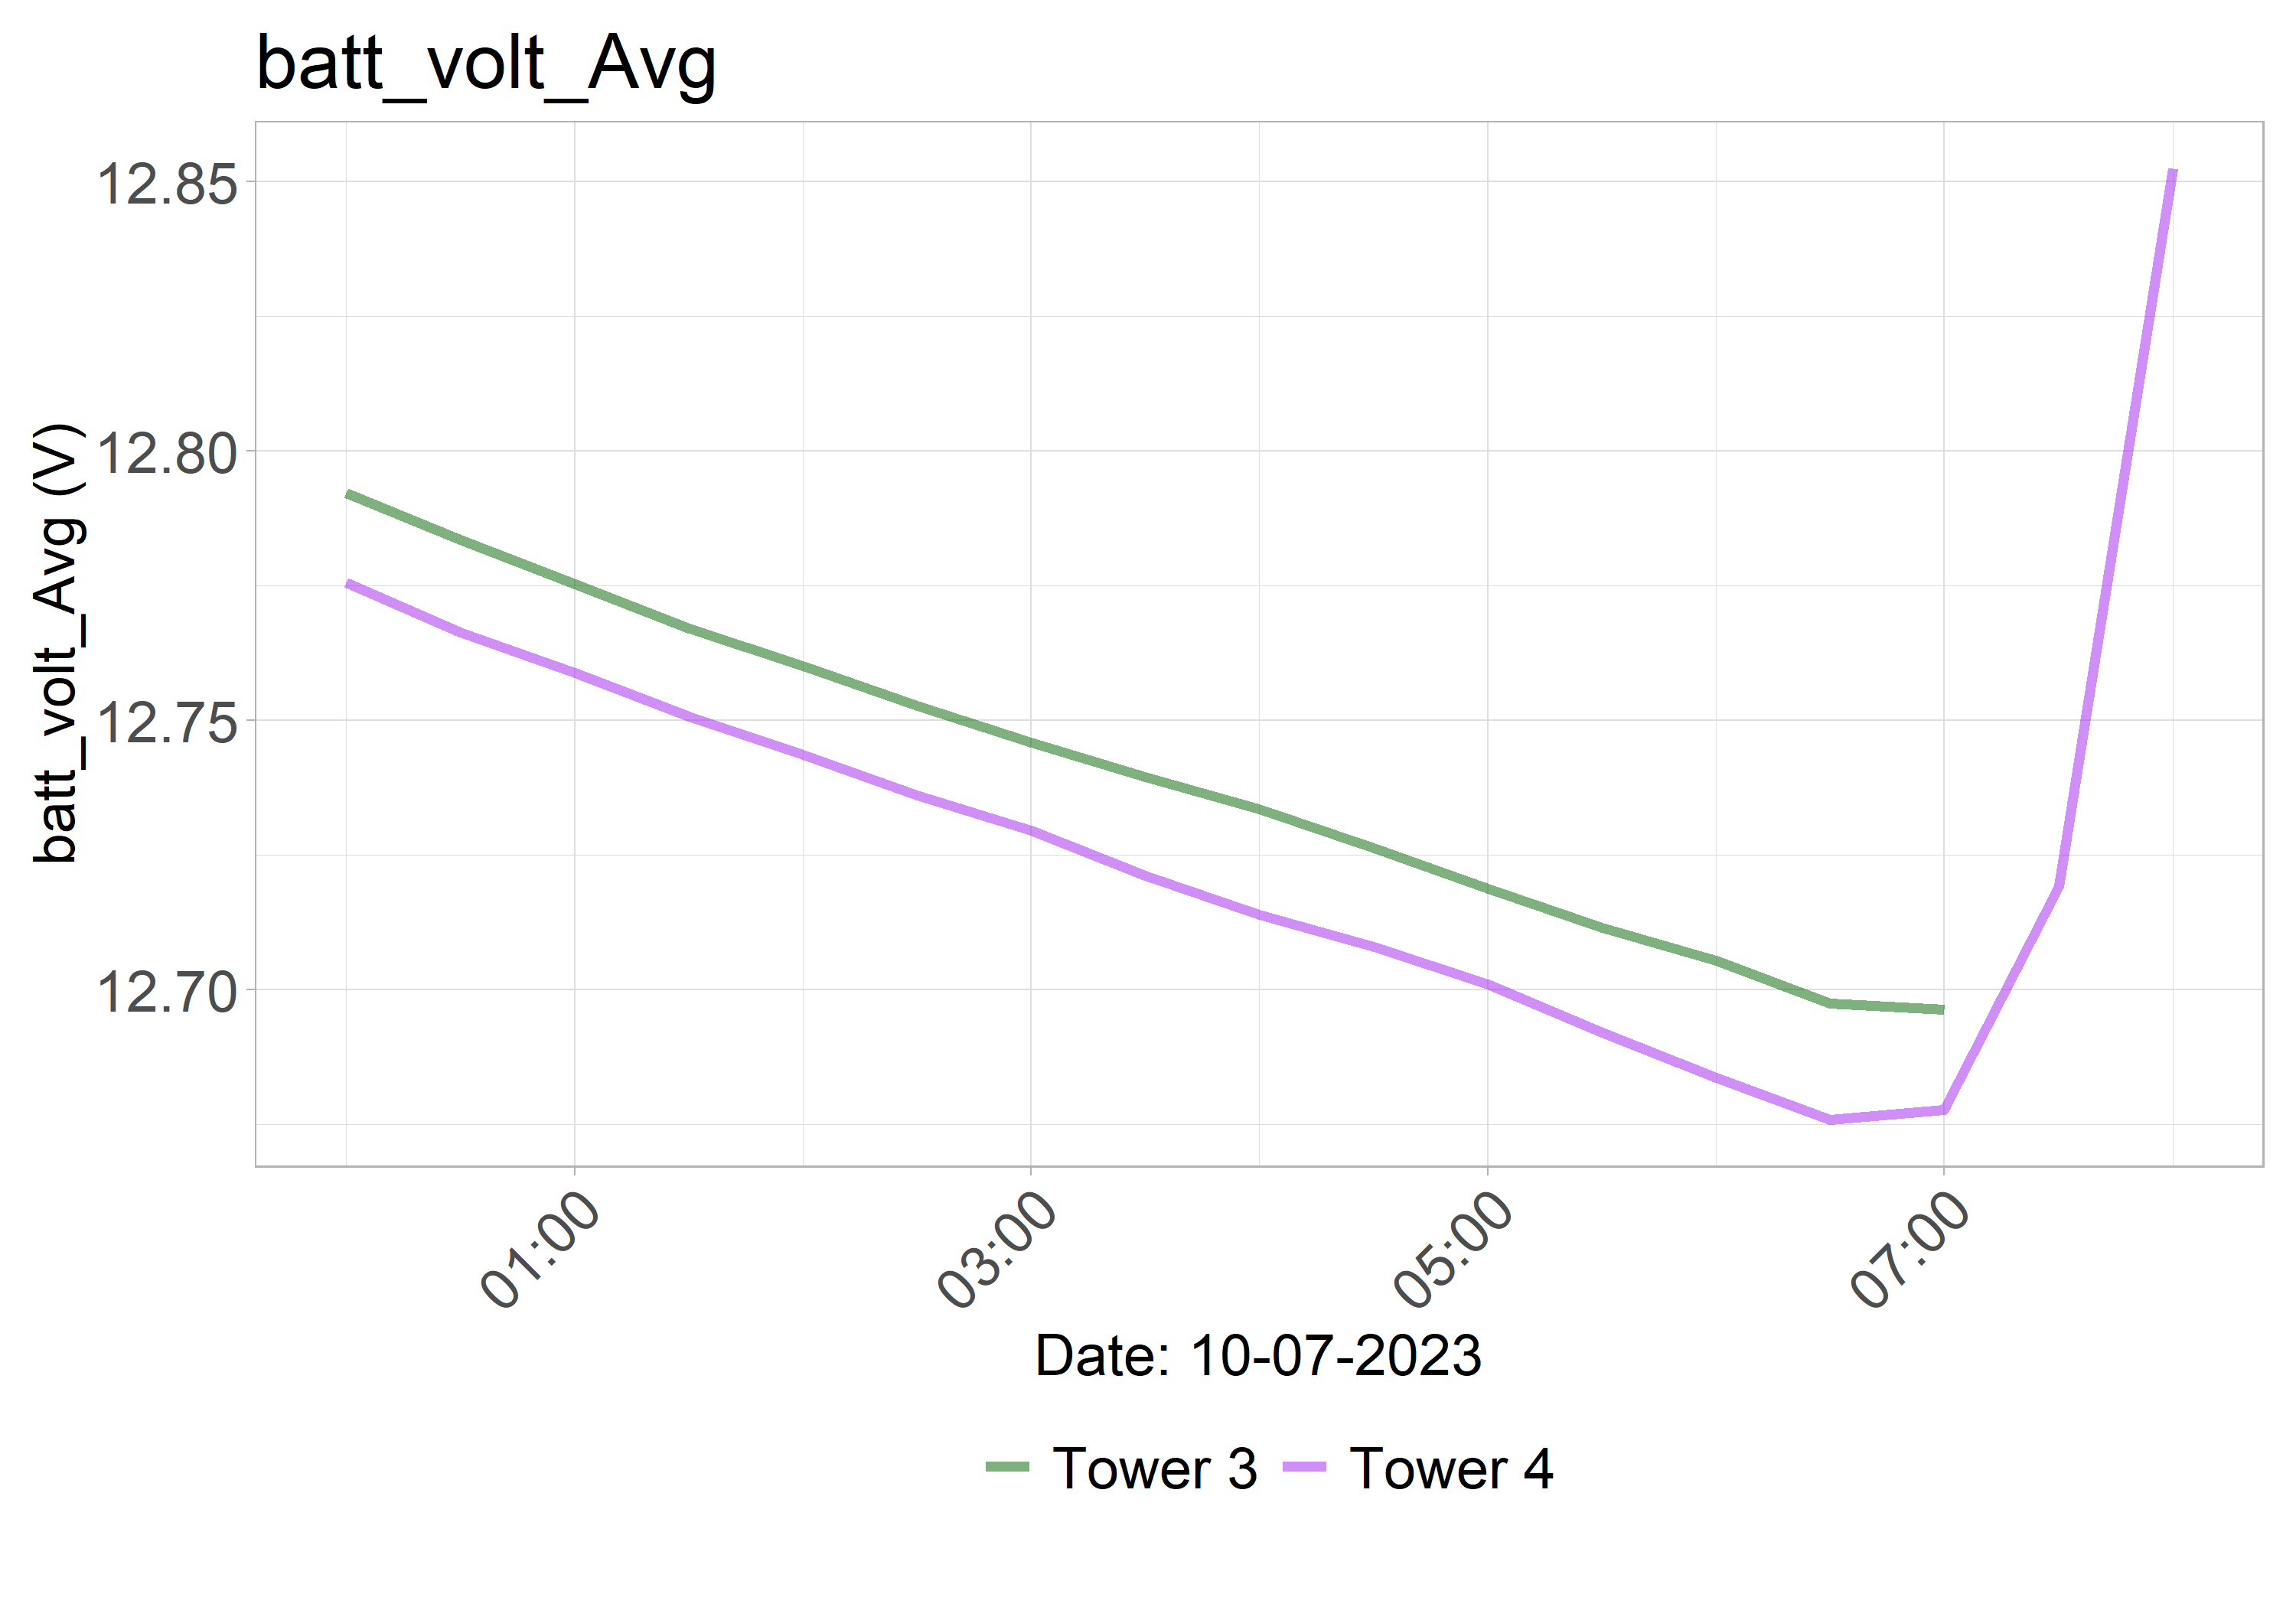 batt_volt_Avg
batt_volt_Avg (V)
12.85
12.80
12.75
12.70
01:00 03:00 05:00 07:00
Date: 10-07-2023
Tower 3 Tower 4